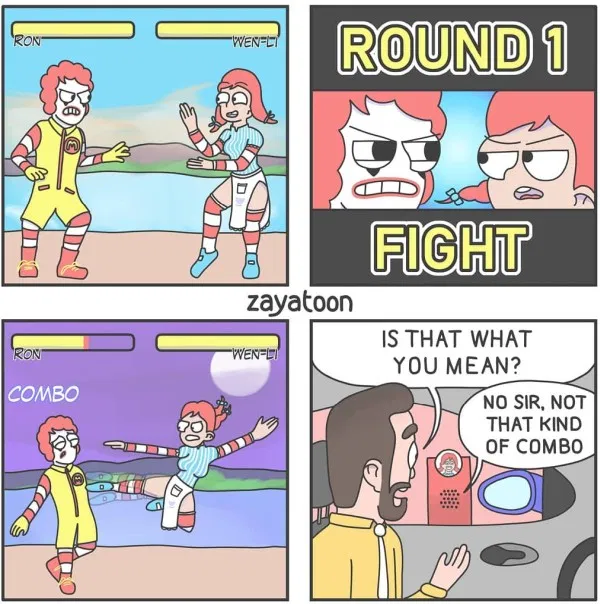 RON
WEN-LI
ROUND 1
FIGHT
zayatoon
RON
WEN-LI
COMBO
IS THAT WHAT
YOU MEAN?
NO SIR, NOT
THAT KIND
OF COMBO